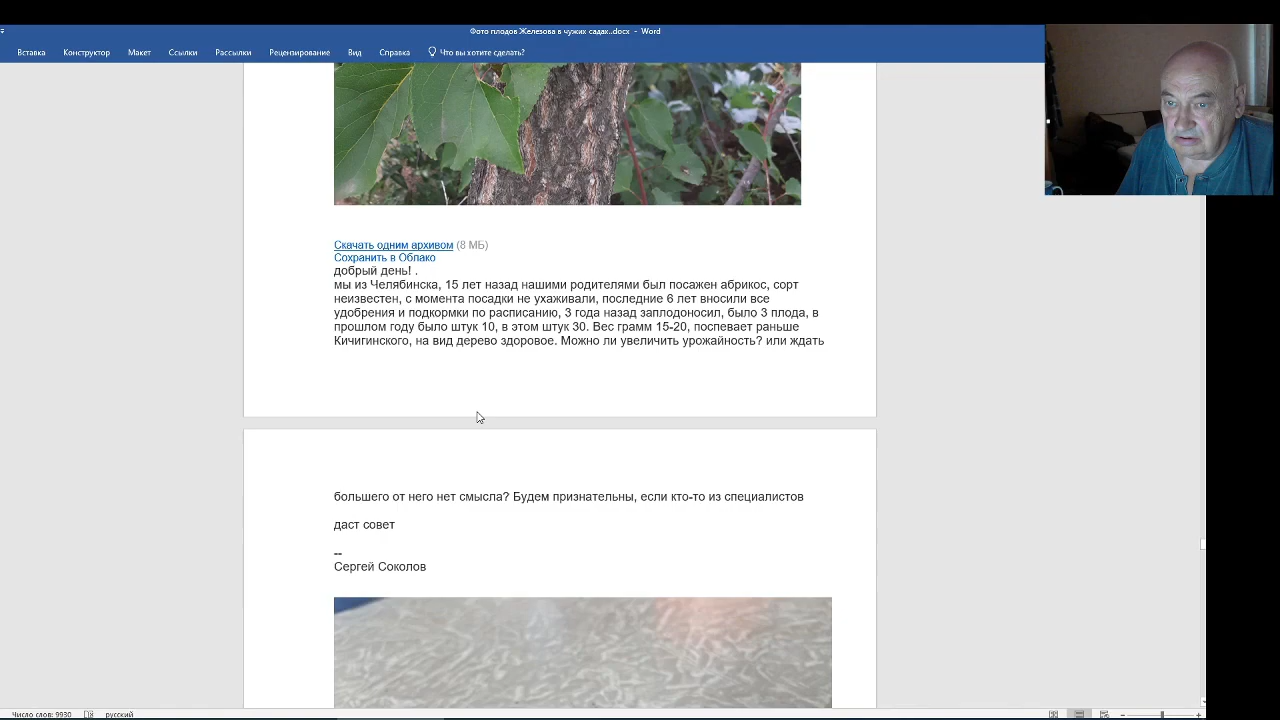 Фото плодов Железова в чужих садах..docx - Word
Вставка Конструктор Макет Ссылки Рассылки Рецензирование Вид Справка Что вы хотите сделать?
Скачать одним архивом (8 МБ)
Сохранить в Облако
добрый день! .
мы из Челябинска, 15 лет назад нашими родителями был посажен абрикос, сорт
неизвестен, с момента посадки не ухаживали, последние 6 лет вносили все
удобрения и подкормки по расписанию, 3 года назад заплодоносил, было 3 плода, в
прошлом году было штук 10, в этом штук 30. Вес грамм 15-20, поспевает раньше
Кичигинского, на вид дерево здоровое. Можно ли увеличить урожайность? или ждать
большего от него нет смысла? Будем признательны, если кто-то из специалистов
даст совет
--
Сергей Соколов
Число слов: 9930 русский